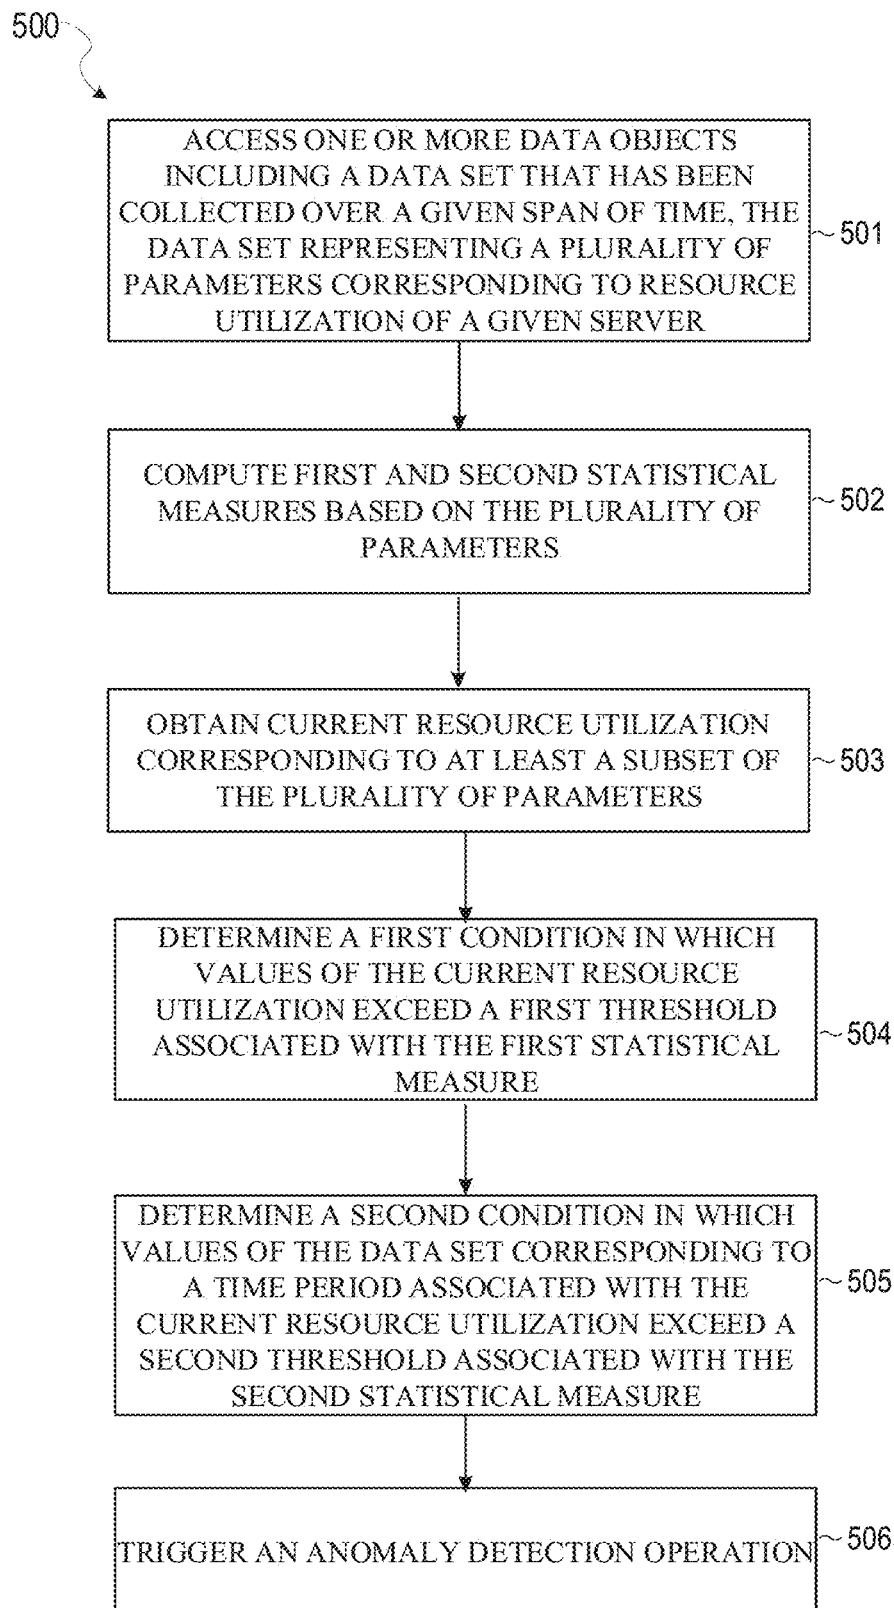 500
ACCESS ONE OR MORE DATA OBJECTS
INCLUDING A DATA SET THAT HAS BEEN
COLLECTED OVER A GIVEN SPAN OF TIME, THE
DATA SET REPRESENTING A PLURALITY OF
PARAMETERS CORRESPONDING TO RESOURCE
UTILIZATION OF A GIVEN SERVER
501
COMPUTE FIRST AND SECOND STATISTICAL
MEASURES BASED ON THE PLURALITY OF
PARAMETERS
502
OBTAIN CURRENT RESOURCE UTILIZATION
CORRESPONDING TO AT LEAST A SUBSET OF
THE PLURALITY OF PARAMETERS
503
DETERMINE A FIRST CONDITION IN WHICH
VALUES OF THE CURRENT RESOURCE
UTILIZATION EXCEED A FIRST THRESHOLD
ASSOCIATED WITH THE FIRST STATISTICAL
MEASURE
504
DETERMINE A SECOND CONDITION IN WHICH
VALUES OF THE DATA SET CORRESPONDING TO
A TIME PERIOD ASSOCIATED WITH THE
CURRENT RESOURCE UTILIZATION EXCEED A
SECOND THRESHOLD ASSOCIATED WITH THE
SECOND STATISTICAL MEASURE
505
TRIGGER AN ANOMALY DETECTION OPERATION
506